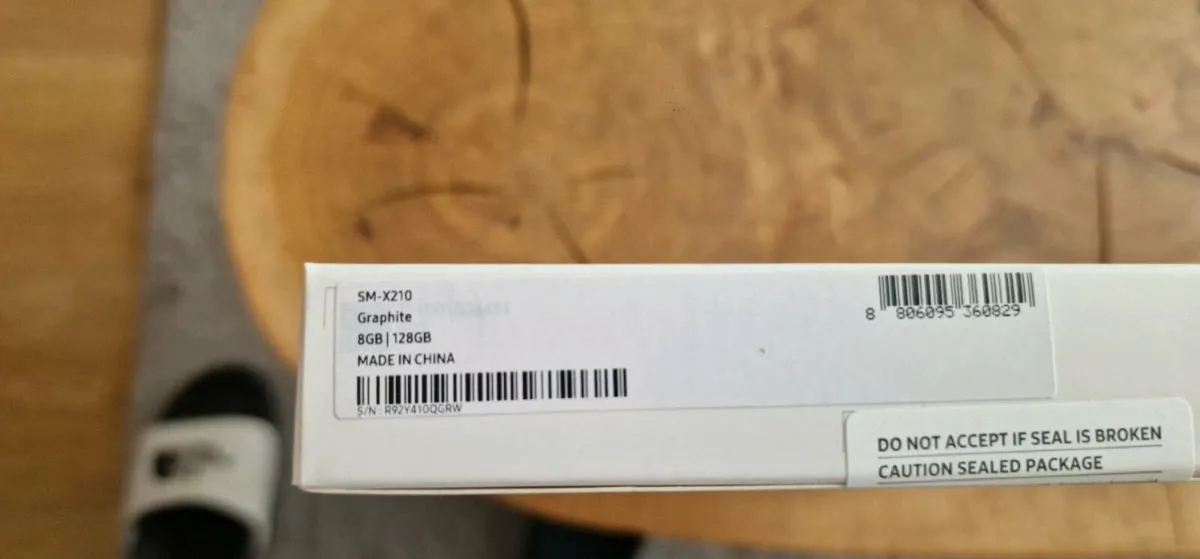 SM-X210
Graphite
8GB | 128GB
MADE IN CHINA
S/N R92Y410QGRW
8 806095 360829
DO NOT ACCEPT IF SEAL IS BROKEN
CAUTION SEALED PACKAGE